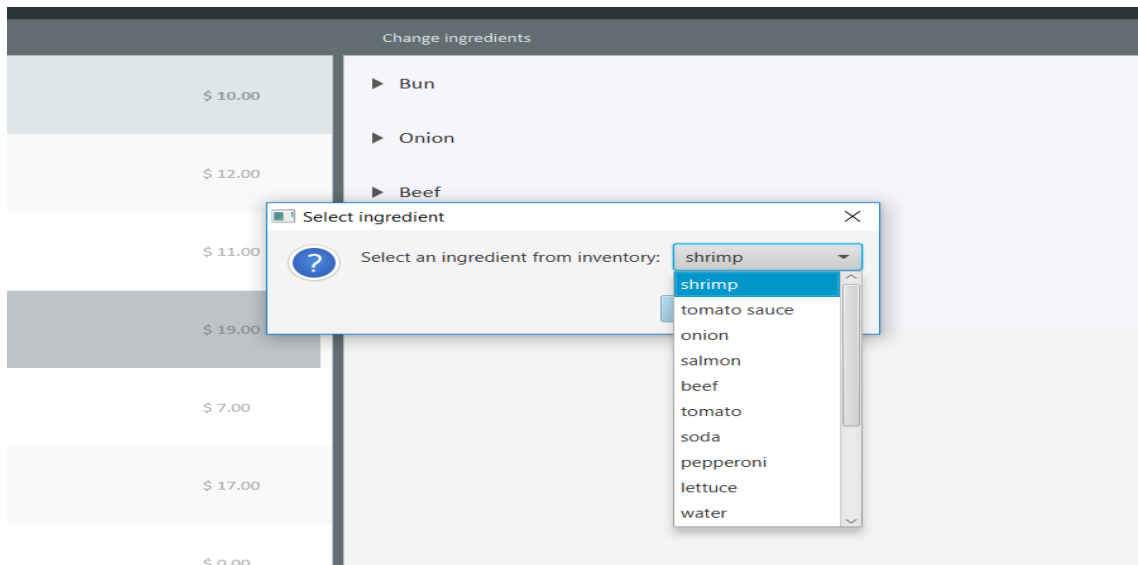 Change ingredients
$ 10.00
Bun
$ 12.00
Onion
Beef
Select ingredient
$ 11.00
Select an ingredient from inventory:
shrimp
shrimp
tomato sauce
$ 19.00
onion
salmon
beef
$ 7.00
tomato
soda
pepperoni
$ 17.00
lettuce
water